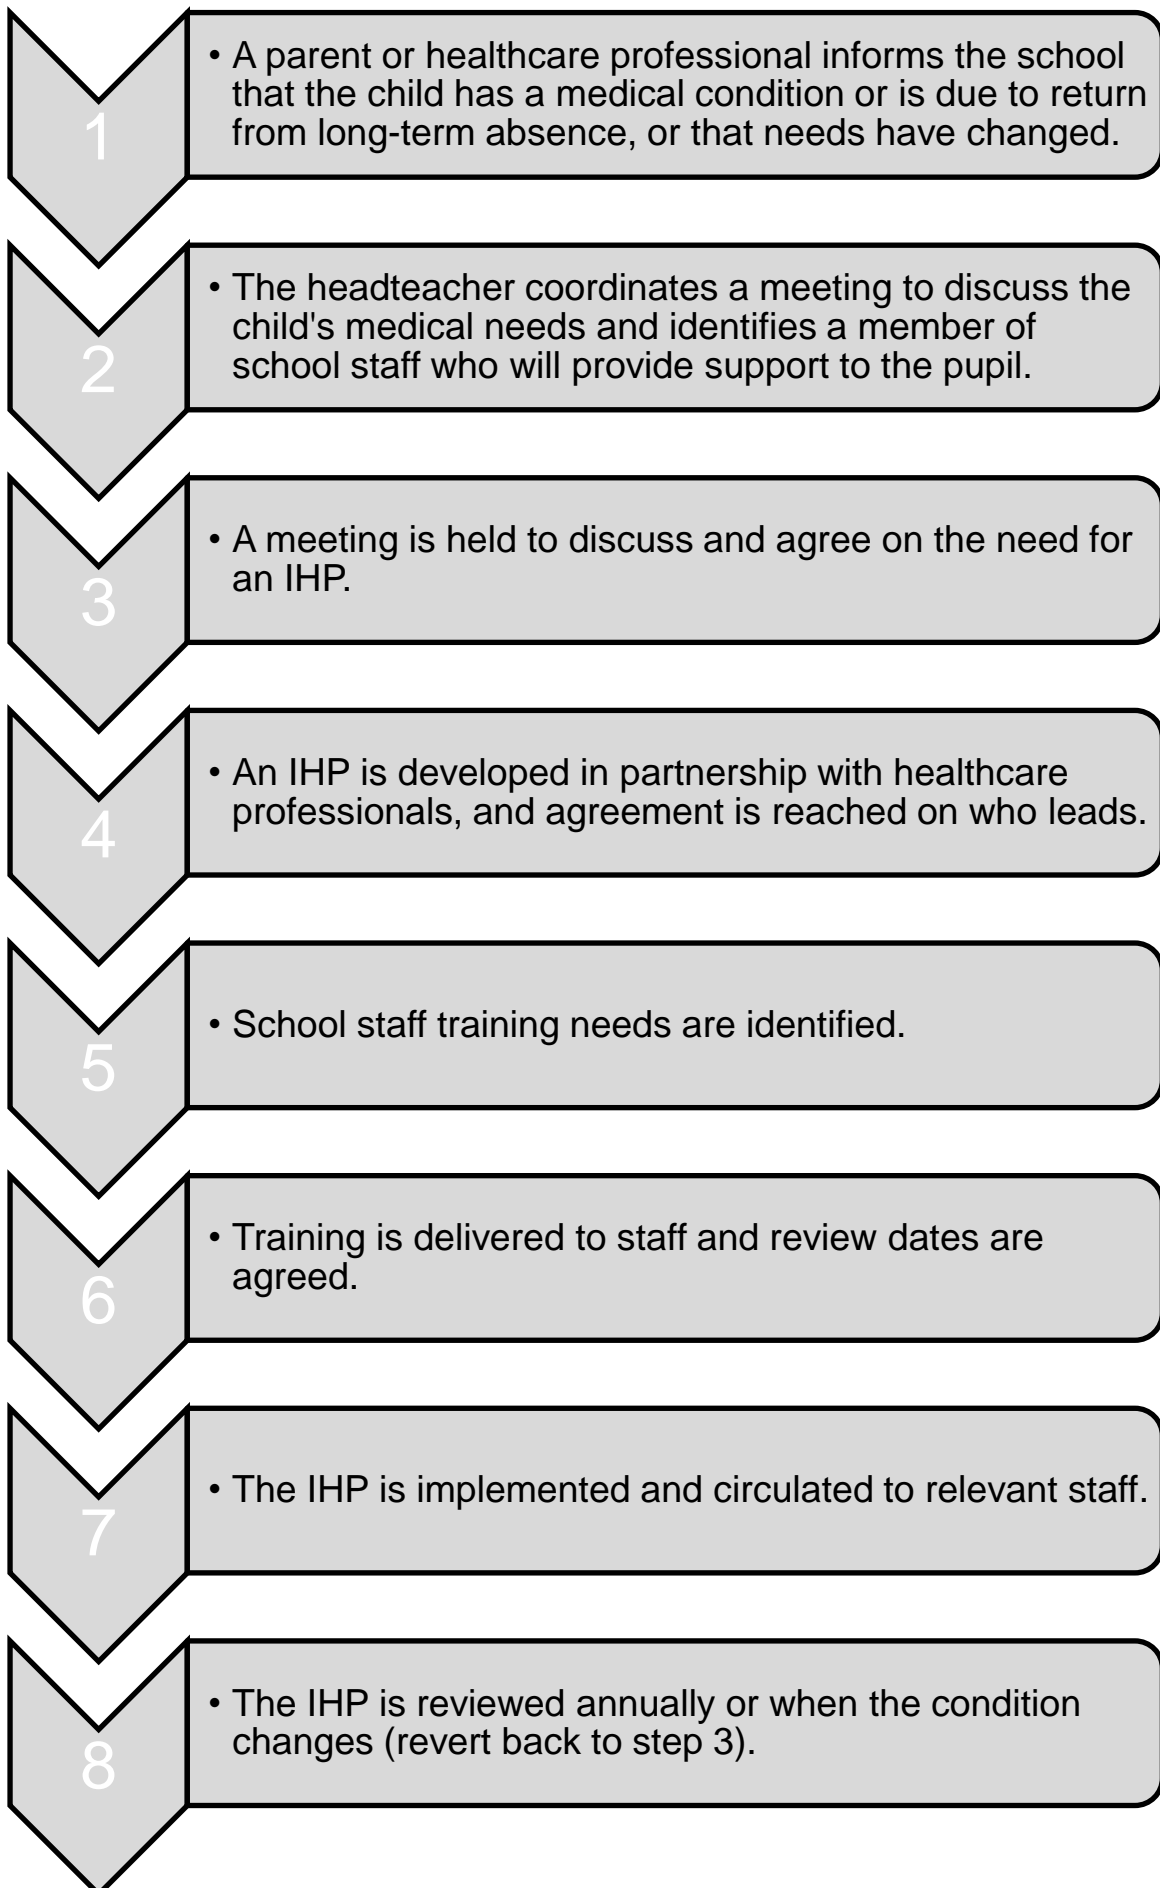 1
• A parent or healthcare professional informs the school
that the child has a medical condition or is due to return
from long-term absence, or that needs have changed.
2
• The headteacher coordinates a meeting to discuss the
child's medical needs and identifies a member of
school staff who will provide support to the pupil.
3
• A meeting is held to discuss and agree on the need for
an IHP.
4
• An IHP is developed in partnership with healthcare
professionals, and agreement is reached on who leads.
5
• School staff training needs are identified.
6
• Training is delivered to staff and review dates are
agreed.
7
• The IHP is implemented and circulated to relevant staff.
8
• The IHP is reviewed annually or when the condition
changes (revert back to step 3).